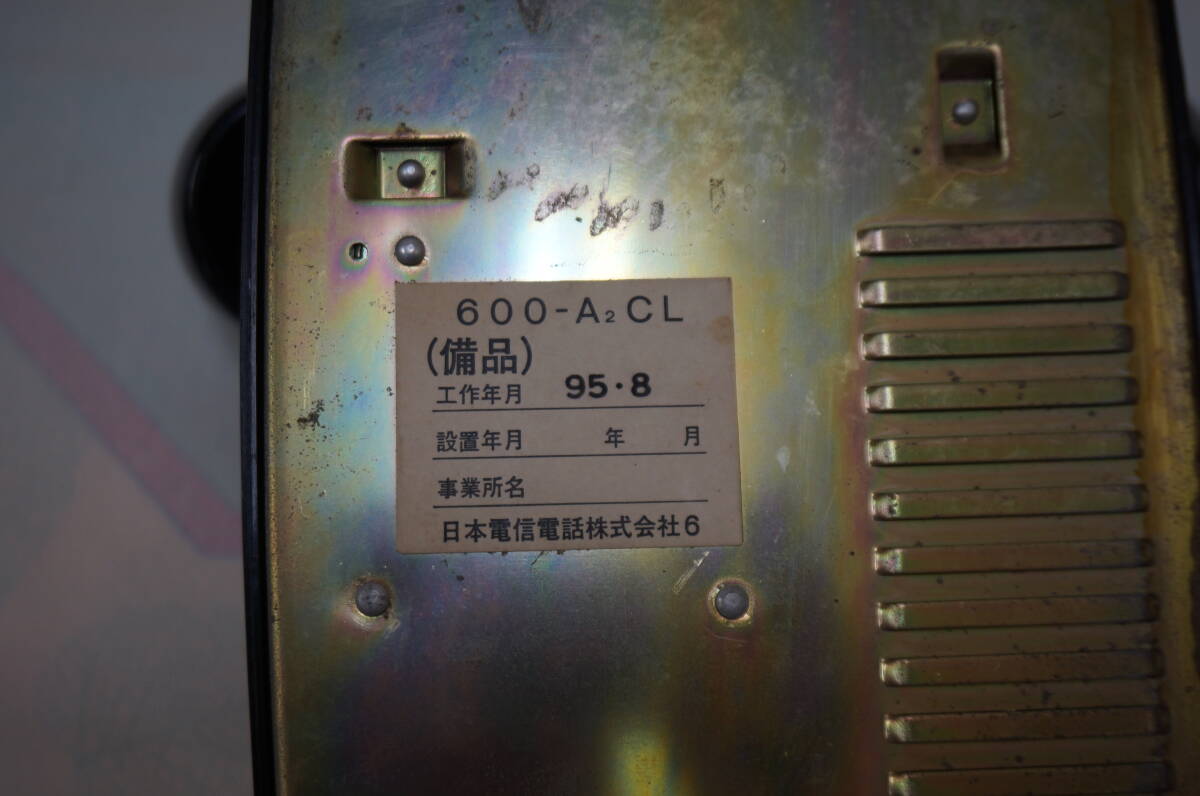 600-A₂CL
(備品)
工作年月 95・8
設置年月 年 月
事業所名
日本電信電話株式会社6